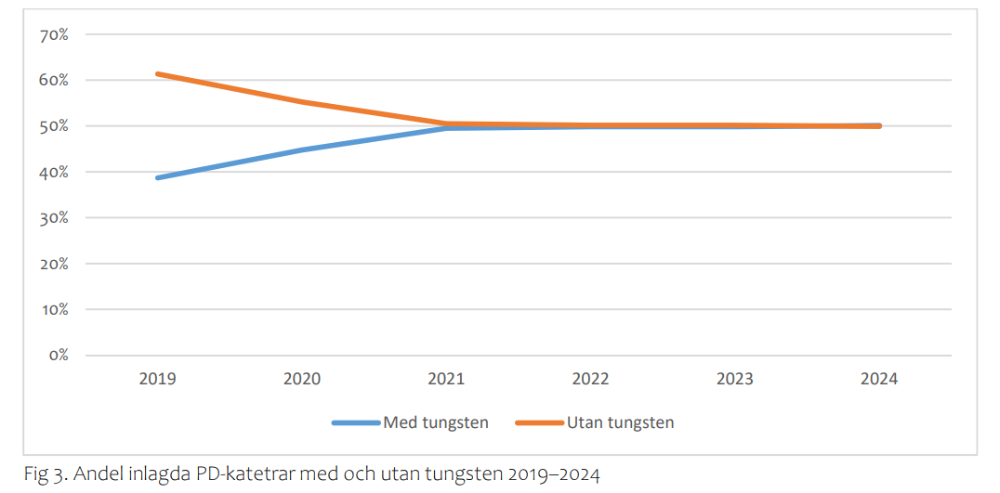 70%
60%
50%
40%
30%
20%
10%
0%
2019 2020 2021 2022 2023 2024
Med tungsten Utan tungsten
Fig 3. Andel inlagda PD-katetrar med och utan tungsten 2019–2024